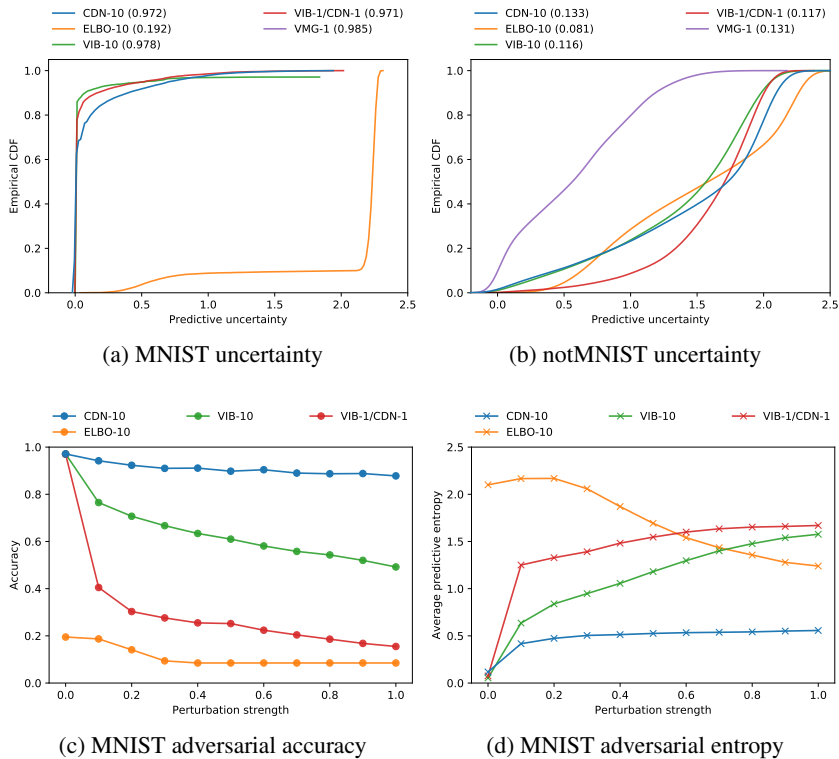 CDN-10 (0.972)
ELBO-10 (0.192)
VIB-10 (0.978)
VIB-1/CDN-1 (0.971)
VMG-1 (0.985)
1.0
0.8
0.6
0.4
0.2
0.0
Empirical CDF
0.0 0.5 1.0 1.5 2.0 2.5
Predictive uncertainty
(a) MNIST uncertainty
CDN-10 (0.133)
ELBO-10 (0.081)
VIB-10 (0.116)
VIB-1/CDN-1 (0.117)
VMG-1 (0.131)
1.0
0.8
0.6
0.4
0.2
0.0
Empirical CDF
0.0 0.5 1.0 1.5 2.0 2.5
Predictive uncertainty
(b) notMNIST uncertainty
CDN-10
ELBO-10
VIB-10
VIB-1/CDN-1
1.0
0.8
0.6
0.4
0.2
0.0
Accuracy
0.0 0.2 0.4 0.6 0.8 1.0
Perturbation strength
(c) MNIST adversarial accuracy
CDN-10
ELBO-10
VIB-10
VIB-1/CDN-1
2.5
2.0
1.5
1.0
0.5
0.0
Average predictive entropy
0.0 0.2 0.4 0.6 0.8 1.0
Perturbation strength
(d) MNIST adversarial entropy